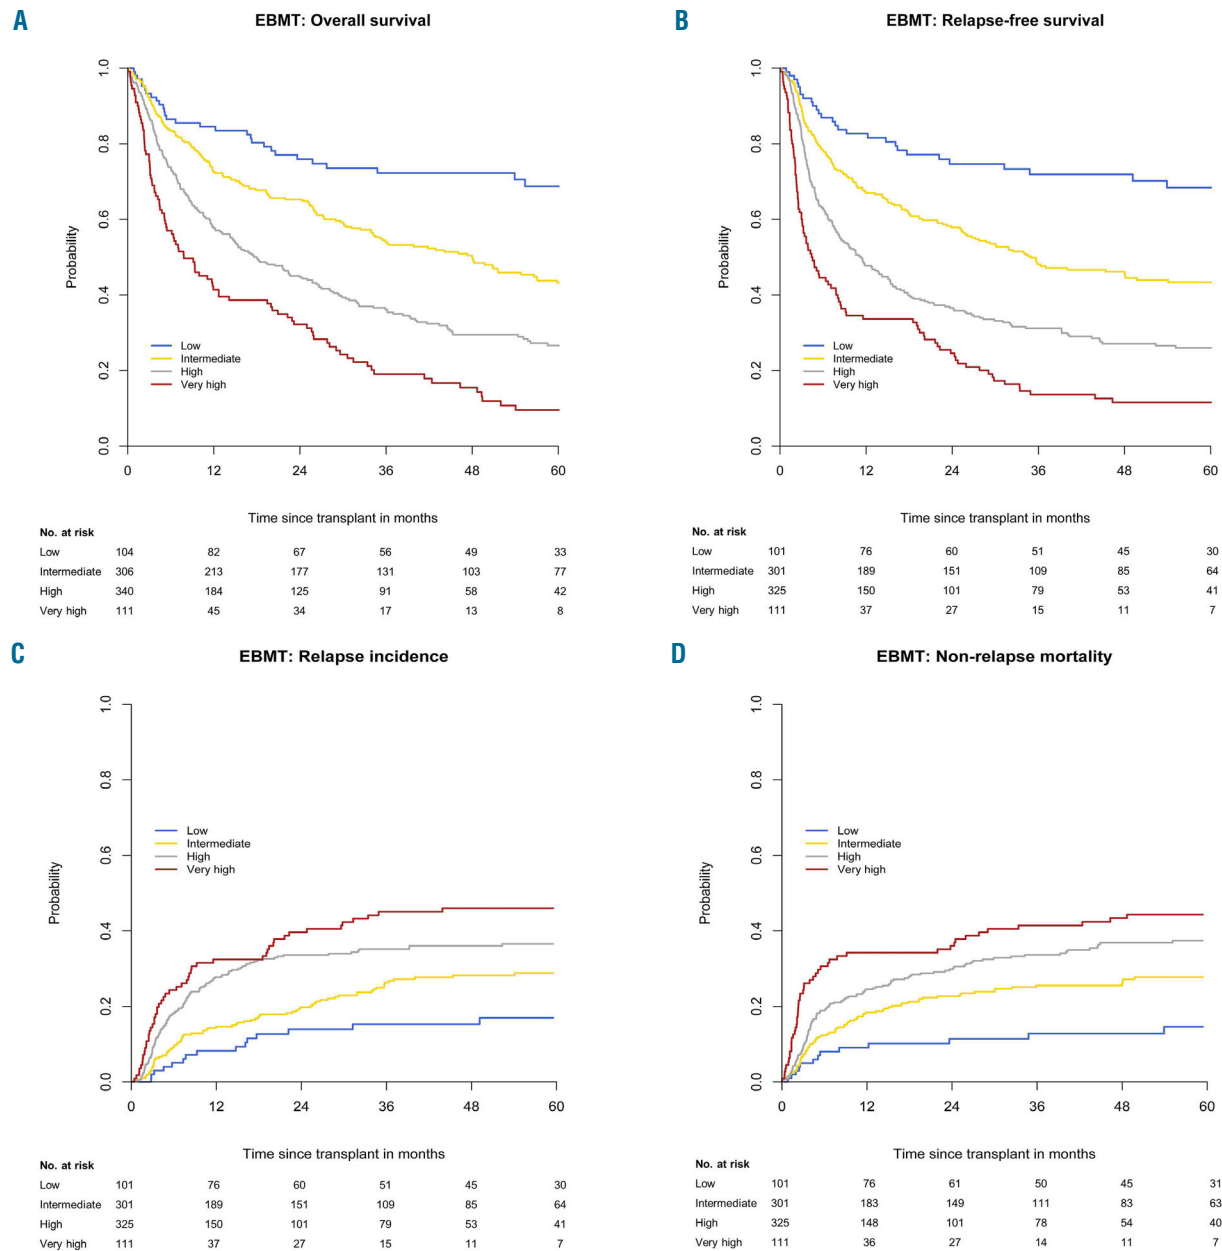 A
EBMT: Overall survival
Probability
1.0
0.8
0.6
0.4
0.2
0.0
Low
Intermediate
High
Very high
0 12 24 36 48 60
Time since transplant in months
No. at risk
Low 104 82 67 56 49 33
Intermediate 306 213 177 131 103 77
High 340 184 125 91 58 42
Very high 111 45 34 17 13 8
B
EBMT: Relapse-free survival
Probability
1.0
0.8
0.6
0.4
0.2
0.0
Low
Intermediate
High
Very high
0 12 24 36 48 60
Time since transplant in months
No. at risk
Low 101 76 60 51 45 30
Intermediate 301 189 151 109 85 64
High 325 150 101 79 53 41
Very high 111 37 27 15 11 7
C
EBMT: Relapse incidence
Probability
1.0
0.8
0.6
0.4
0.2
0.0
Low
Intermediate
High
Very high
0 12 24 36 48 60
Time since transplant in months
No. at risk
Low 101 76 60 51 45 30
Intermediate 301 189 151 109 85 64
High 325 150 101 79 53 41
Very high 111 37 27 15 11 7
D
EBMT: Non-relapse mortality
Probability
1.0
0.8
0.6
0.4
0.2
0.0
Low
Intermediate
High
Very high
0 12 24 36 48 60
Time since transplant in months
No. at risk
Low 101 76 61 50 45 31
Intermediate 301 183 149 111 83 63
High 325 148 101 78 54 40
Very high 111 36 27 14 11 7